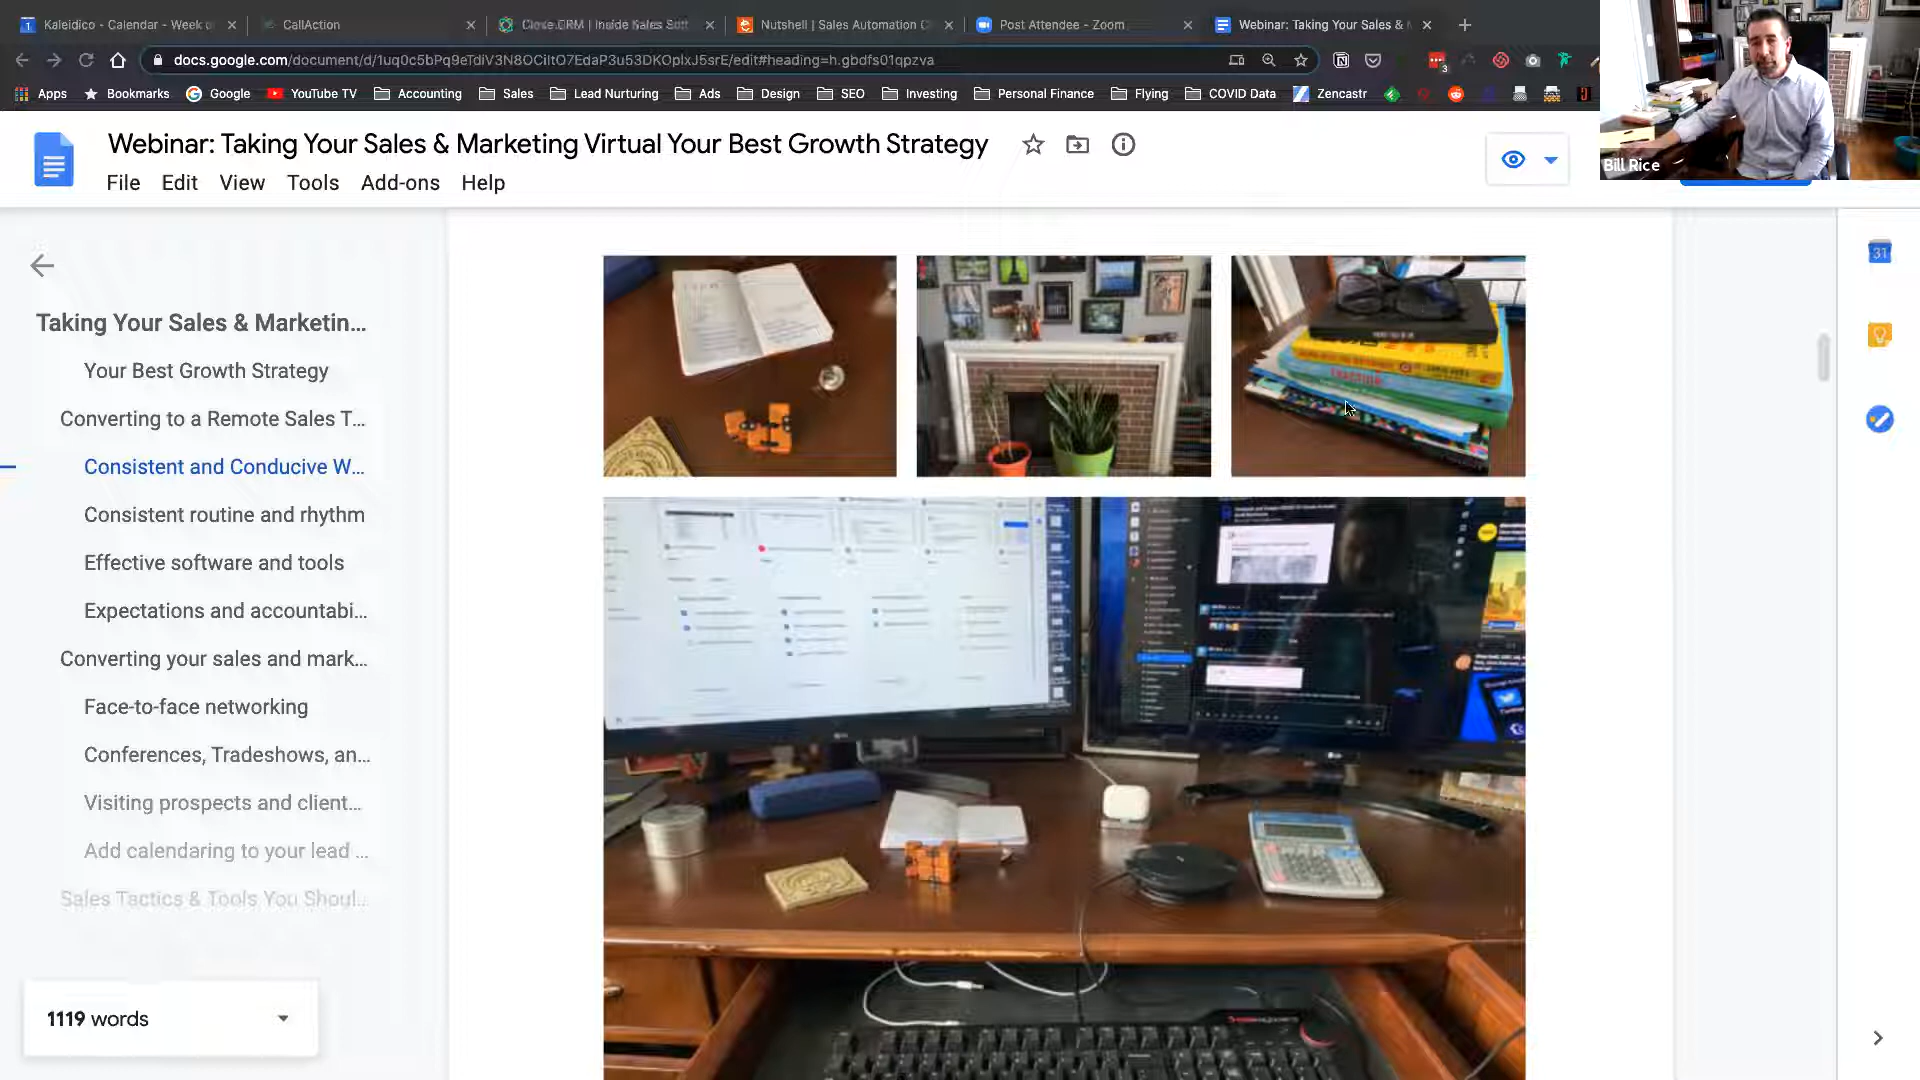 Kaleidico - Calendar - Week o
CallAction
Close CRM | Inside Sales Soft
Nutshell | Sales Automation C
Post Attendee - Zoom
Webinar: Taking Your Sales & M
docs.google.com/document/d/1uq0c5bPq9eTdiV3N8OCiltO7EdaP3u53DKOplxJ5srE/edit#heading=h.gbdfs01qpzva
3
Apps
Bookmarks
Google
YouTube TV
Accounting
Sales
Lead Nurturing
Ads
Design
SEO
Investing
Personal Finance
Flying
COVID Data
Zencastr
Bill Rice
Webinar: Taking Your Sales & Marketing Virtual Your Best Growth Strategy
File Edit View Tools Add-ons Help
31
Taking Your Sales & Marketin...
Your Best Growth Strategy
Converting to a Remote Sales T...
Consistent and Conducive W...
Consistent routine and rhythm
Effective software and tools
Expectations and accountabi...
Converting your sales and mark...
Face-to-face networking
Conferences, Tradeshows, an...
Visiting prospects and client...
Add calendaring to your lead ...
Sales Tactics & Tools You Shoul...
1119 words